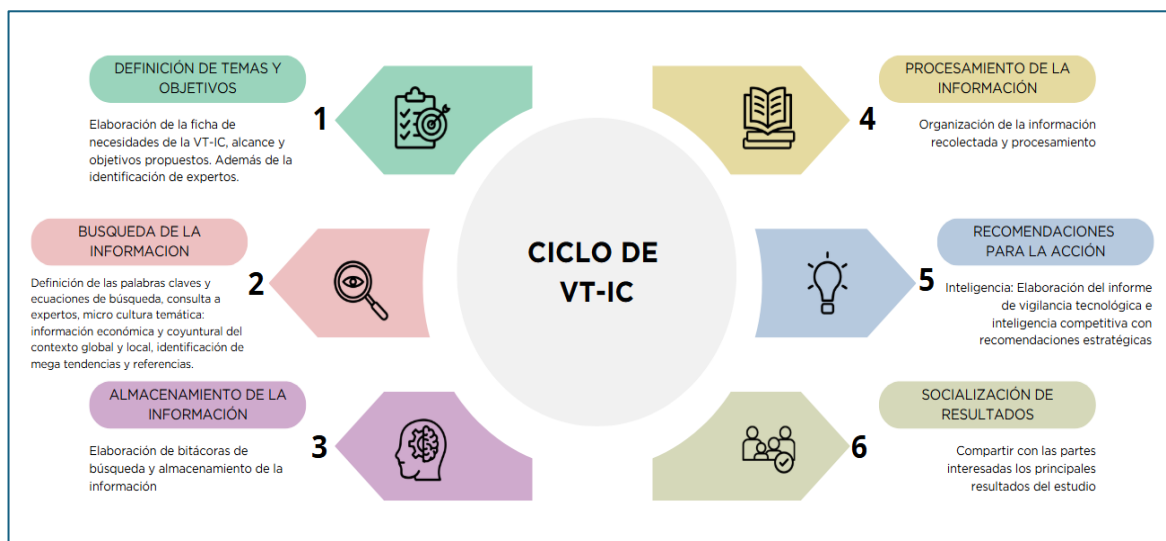 DEFINICIÓN DE TEMAS Y
OBJETIVOS
1
Elaboración de la ficha de
necesidades de la VT-IC, alcance y
objetivos propuestos. Además de la
identificación de expertos.
BUSQUEDA DE LA
INFORMACION
2
Definición de las palabras claves y
ecuaciones de búsqueda, consulta a
expertos, micro cultura temática:
información económica y coyuntural del
contexto global y local, identificación de
mega tendencias y referencias.
ALMACENAMIENTO DE LA
INFORMACIÓN
3
Elaboración de bitácoras de
búsqueda y almacenamiento de la
información
CICLO DE
VT-IC
PROCESAMIENTO DE LA
INFORMACIÓN
4
Organización de la información
recolectada y procesamiento
RECOMENDACIONES
PARA LA ACCIÓN
5
Inteligencia: Elaboración del informe
de vigilancia tecnológica e
inteligencia competitiva con
recomendaciones estratégicas
SOCIALIZACIÓN DE
RESULTADOS
6
Compartir con las partes
interesadas los principales
resultados del estudio